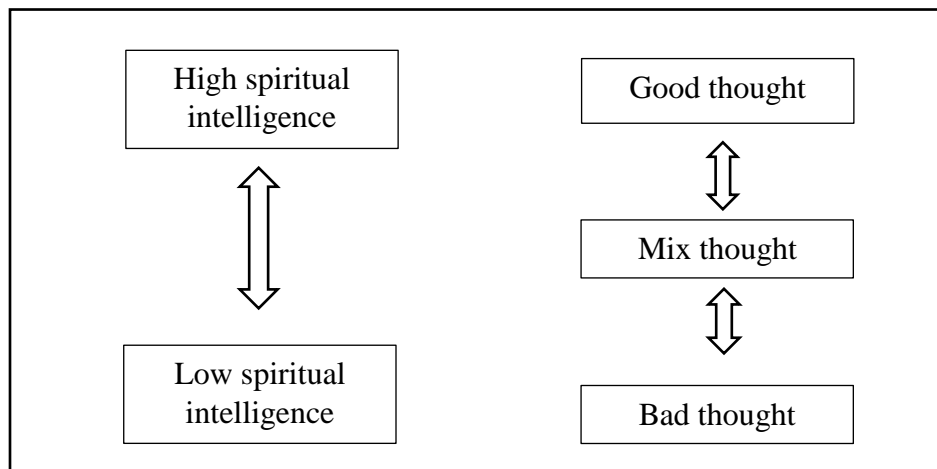 High spiritual
intelligence
Low spiritual
intelligence
Good thought
Mix thought
Bad thought